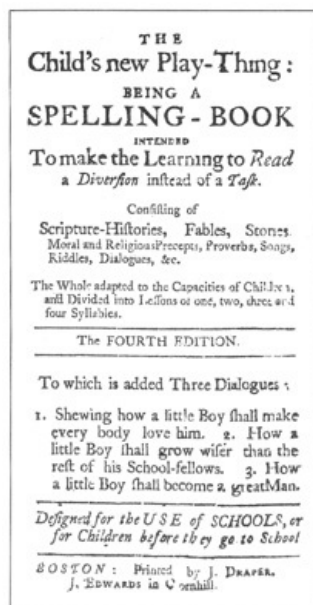 THE
Child's new Play-Thing:
BEING A
SPELLING-BOOK
INTENDED
To make the Learning to Read
a Diverſion inſtead of a Taſk.
Conſiſting of
Scripture-Hiſtories, Fables, Stories
Moral and Religious Precepts, Proverbs, Songs,
Riddles, Dialogues, &c.
The Whole adapted to the Capacities of Children,
and Divided into Leſſons of one, two, three and
four Syllables.
The FOURTH EDITION.
To which is added Three Dialogues;
1. Shewing how a little Boy ſhall make
every body love him. 2. How a
little Boy ſhall grow wiſer than the
reſt of his School-fellows. 3. How
a little Boy ſhall become a great Man.
Deſigned for the USE of SCHOOLS, or
for Children before they go to School
BOSTON: Printed by J. DRAPER,
J. EDWARDS in Cornhill.